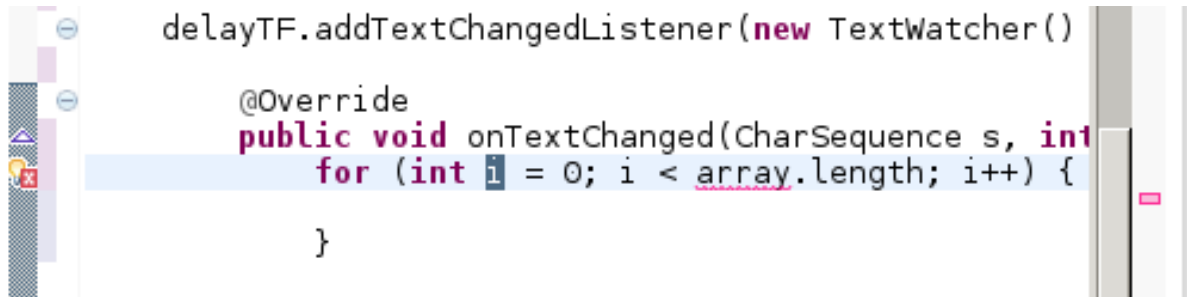 delayTF.addTextChangedListener(new TextWatcher()
@Override
public void onTextChanged(CharSequence s, int
for (int i = 0; i < array.length; i++) {
}